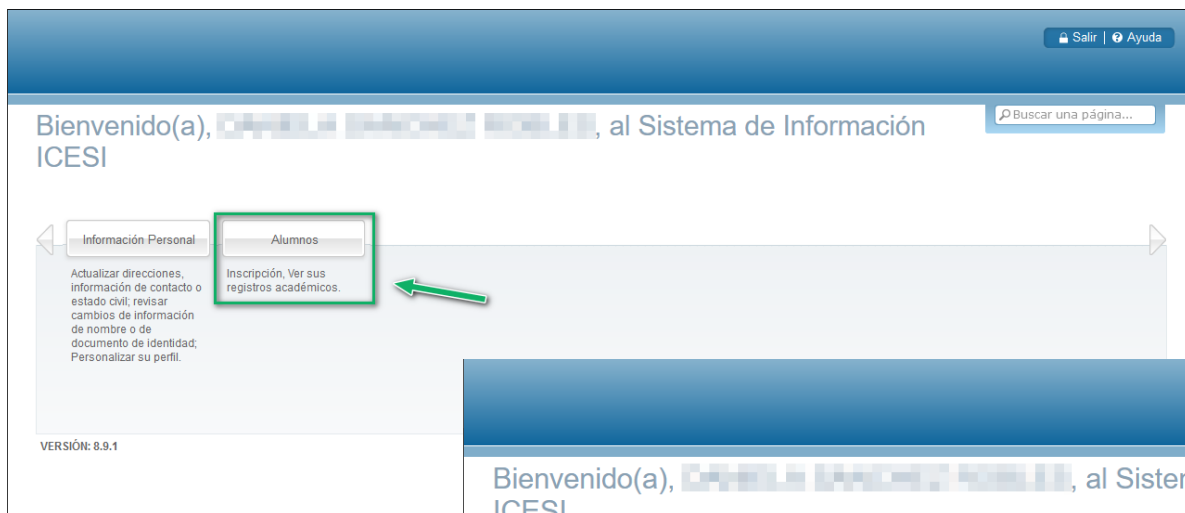 Salir | Ayuda
Bienvenido(a), , al Sistema de Información
ICESI
Buscar una página...
Información Personal
Actualizar direcciones,
información de contacto o
estado civil; revisar
cambios de información
de nombre o de
documento de identidad;
Personalizar su perfil.
Alumnos
Inscripción, Ver sus
registros académicos.
VERSIÓN: 8.9.1
Bienvenido(a), , al Sister
ICESI